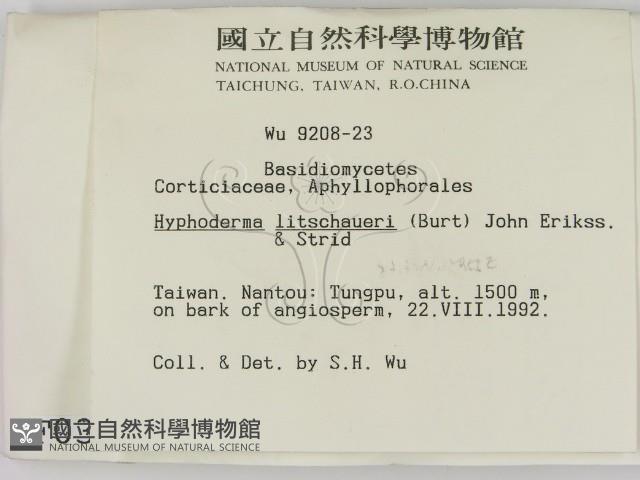 國立自然科學博物館
NATIONAL MUSEUM OF NATURAL SCIENCE
TAICHUNG, TAIWAN, R.O.CHINA
Wu 9208-23
Basidiomycetes
Corticiaceae, Aphyllophorales
Hyphoderma litschaueri (Burt) John Erikss.
& Strid
Taiwan. Nantou: Tungpu, alt. 1500 m,
on bark of angiosperm, 22.VIII.1992.
Coll. & Det. by S.H. Wu
國立自然科學博物館
NATIONAL MUSEUM OF NATURAL SCIENCE